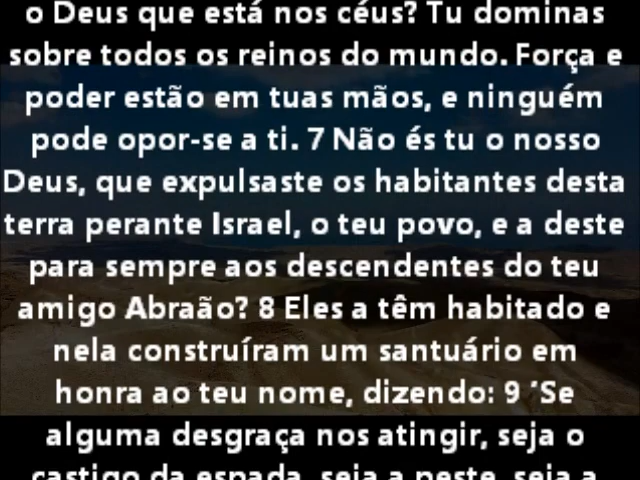 o Deus que está nos céus? Tu dominas
sobre todos os reinos do mundo. Força e
poder estão em tuas mãos, e ninguém
pode opor-se a ti. 7 Não és tu o nosso
Deus, que expulsaste os habitantes desta
terra perante Israel, o teu povo, e a deste
para sempre aos descendentes do teu
amigo Abraão? 8 Eles a têm habitado e
nela construíram um santuário em
honra ao teu nome, dizendo: 9 'Se
alguma desgraça nos atingir, seja o
castigo da espada, seja a peste, seja a